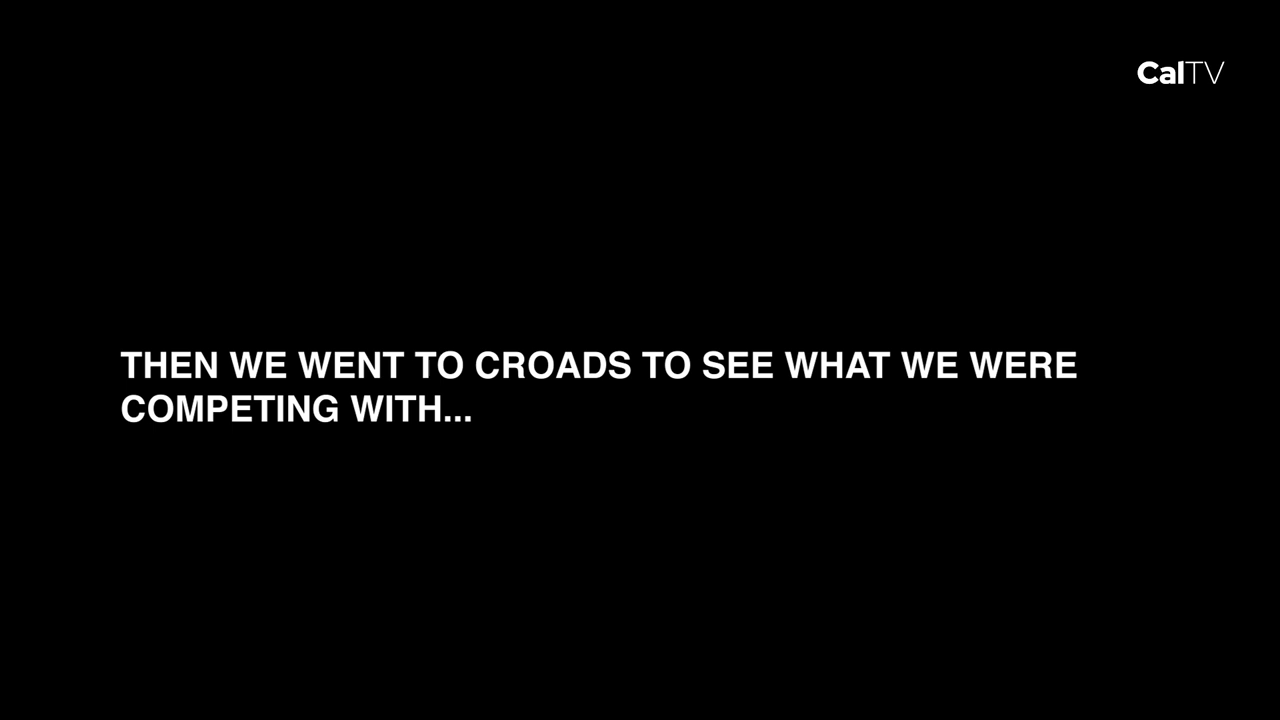 CalTV
THEN WE WENT TO CROADS TO SEE WHAT WE WERE
COMPETING WITH...